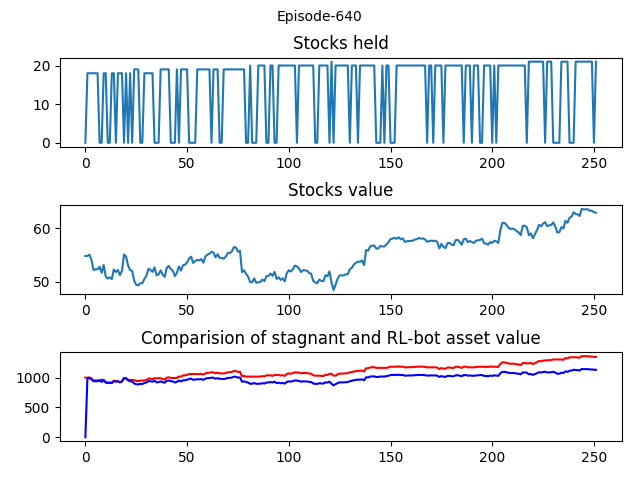 Episode-640
Stocks held
20
10
0
0 50 100 150 200 250
Stocks value
60
50
0 50 100 150 200 250
Comparision of stagnant and RL-bot asset value
1000
500
0
0 50 100 150 200 250